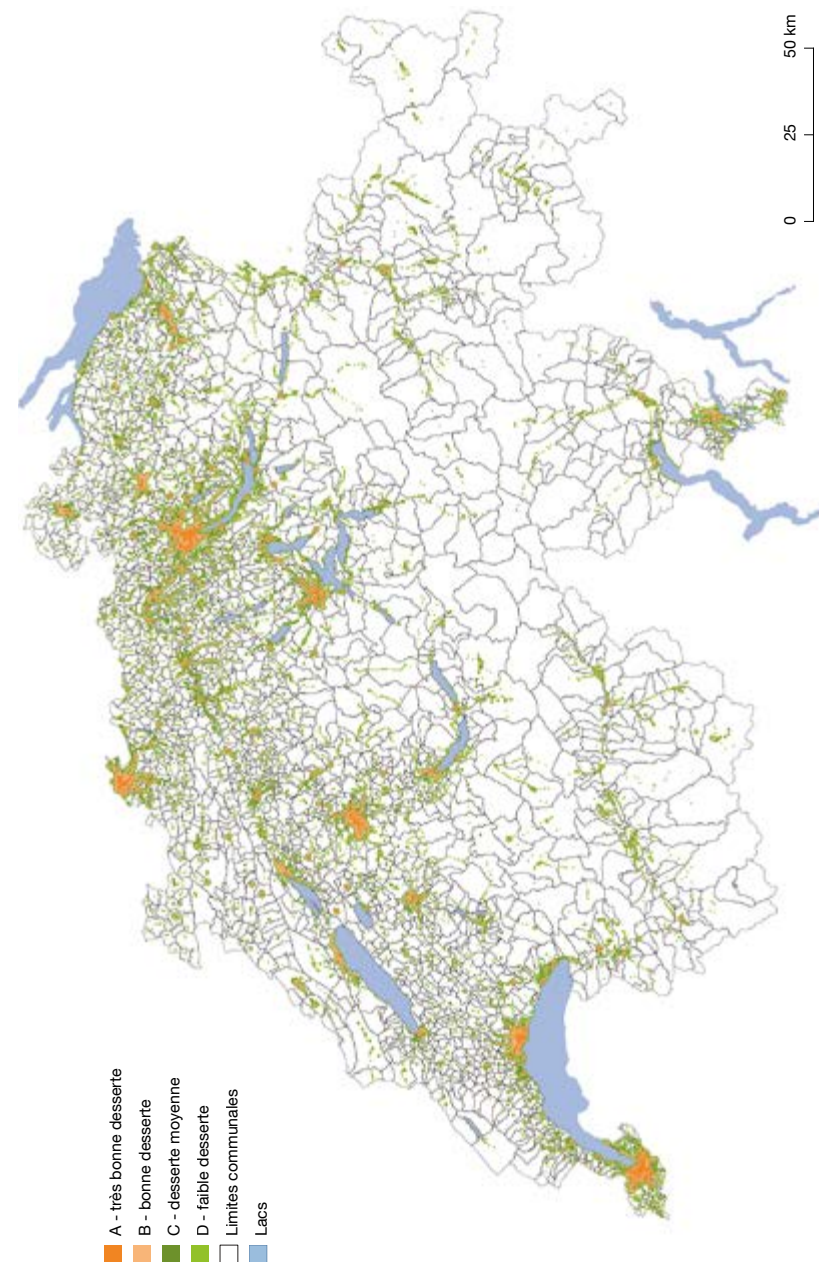 A - très bonne desserte
B - bonne desserte
C - desserte moyenne
D - faible desserte
Limites communales
Lacs
0 25 50 km